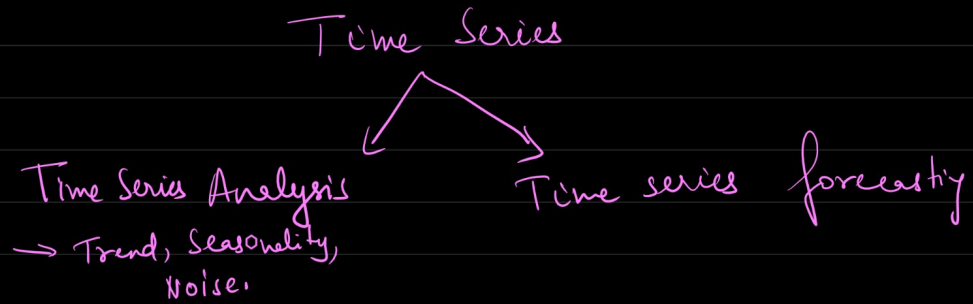 Time Series
Time Series Analysis
Time series forecasting
→ Trend, Seasonality,
Noise.